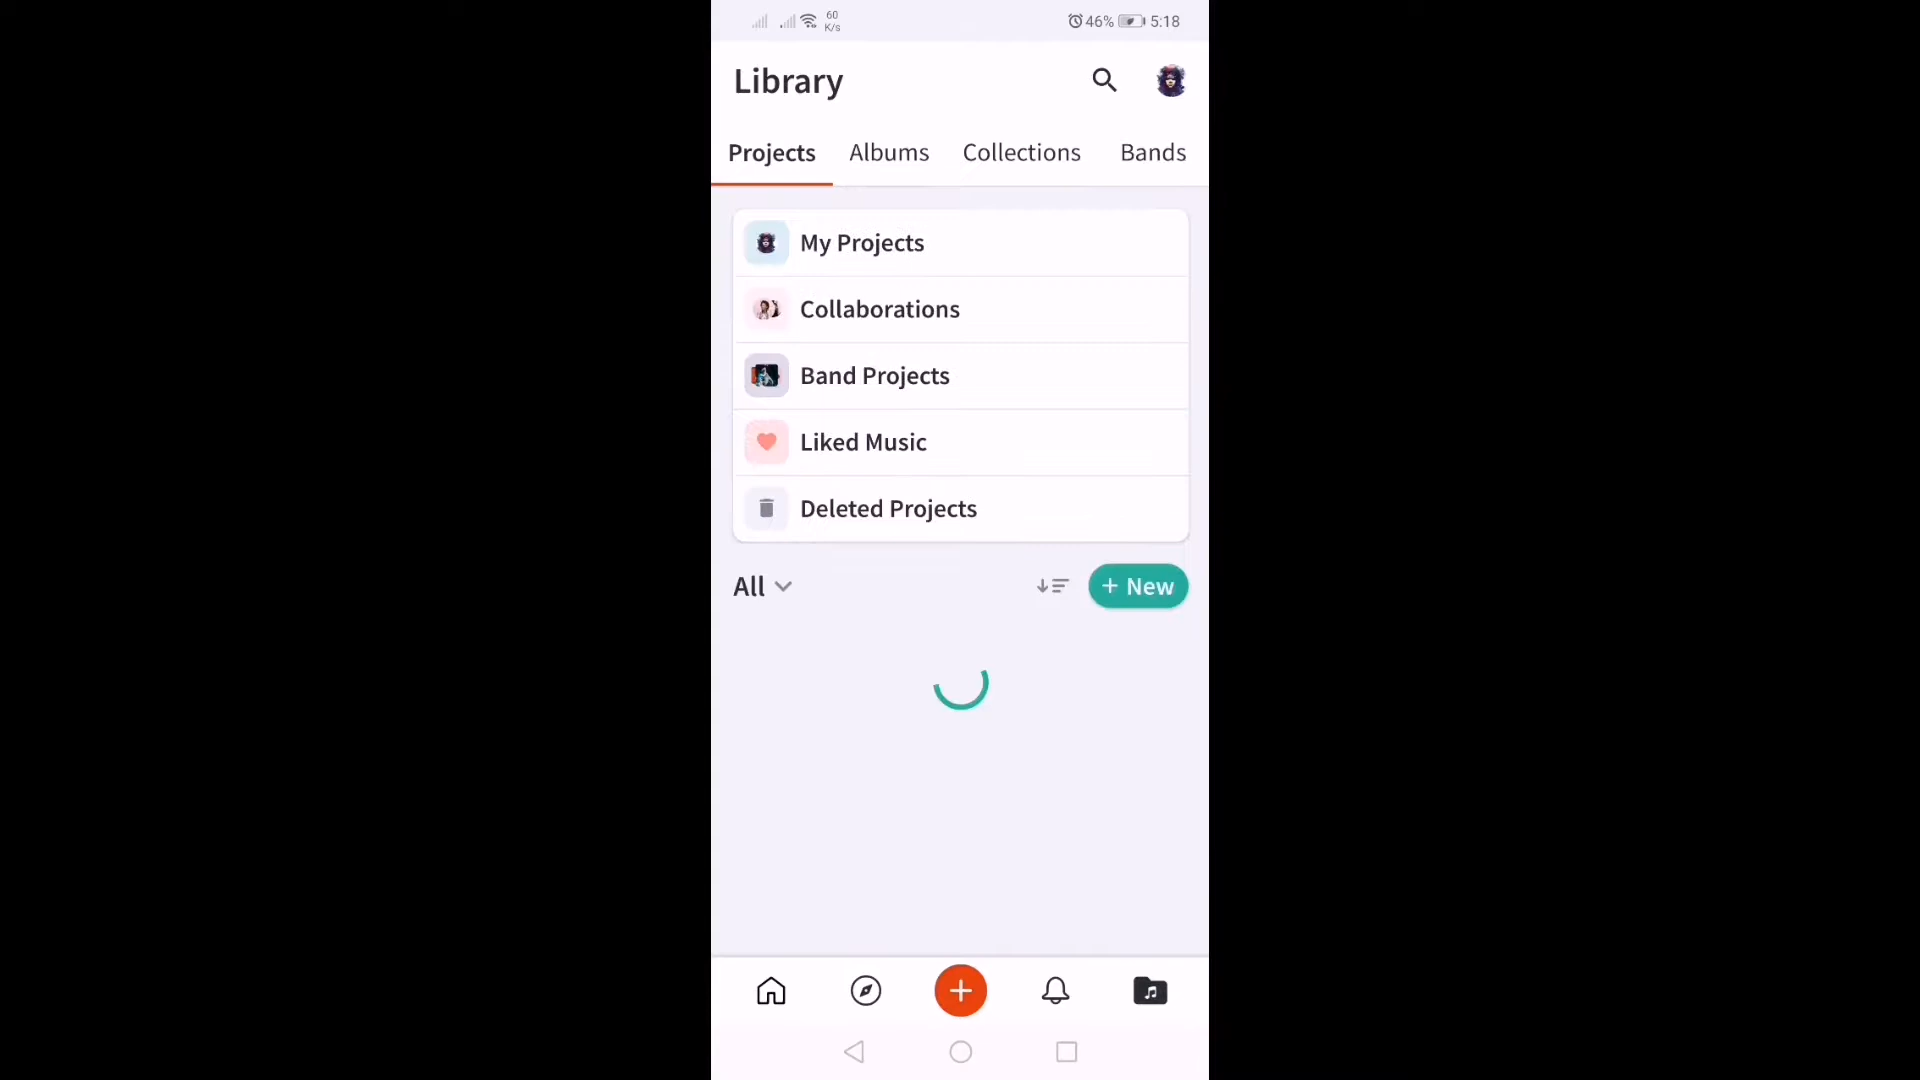 60
K/s
46% 5:18
Library
Projects Albums Collections Bands
My Projects
Collaborations
Band Projects
Liked Music
Deleted Projects
All
+ New